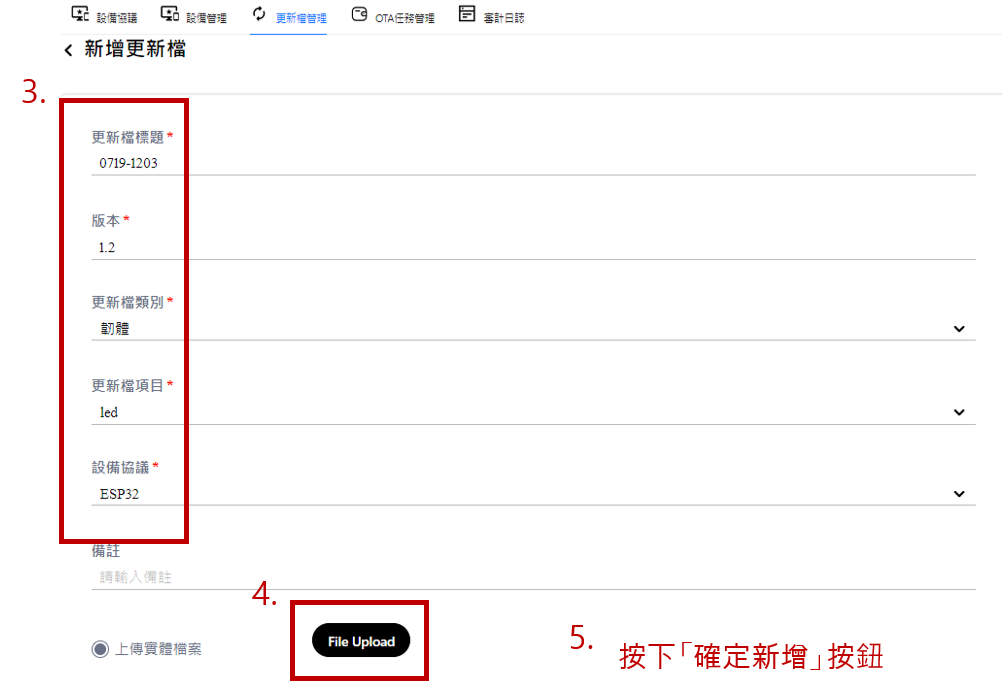 設備協議 設備管理 更新檔管理 OTA任務管理 審計日誌
新增更新檔
3.
更新檔標題*
0719-1203
版本*
1.2
更新檔類別*
韌體
更新檔項目*
led
設備協議*
ESP32
備註
請輸入備註
4.
上傳實體檔案 File Upload
5. 按下「確定新增」按鈕